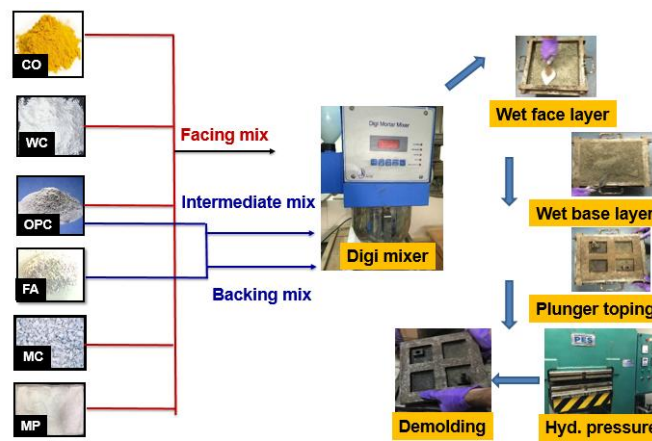 CO
WC
OPC
FA
MC
MP
Facing mix
Intermediate mix
Backing mix
Digi Mortar Mixer
Digi mixer
Wet face layer
Wet base layer
Plunger toping
PES
Hyd. pressure
Demolding